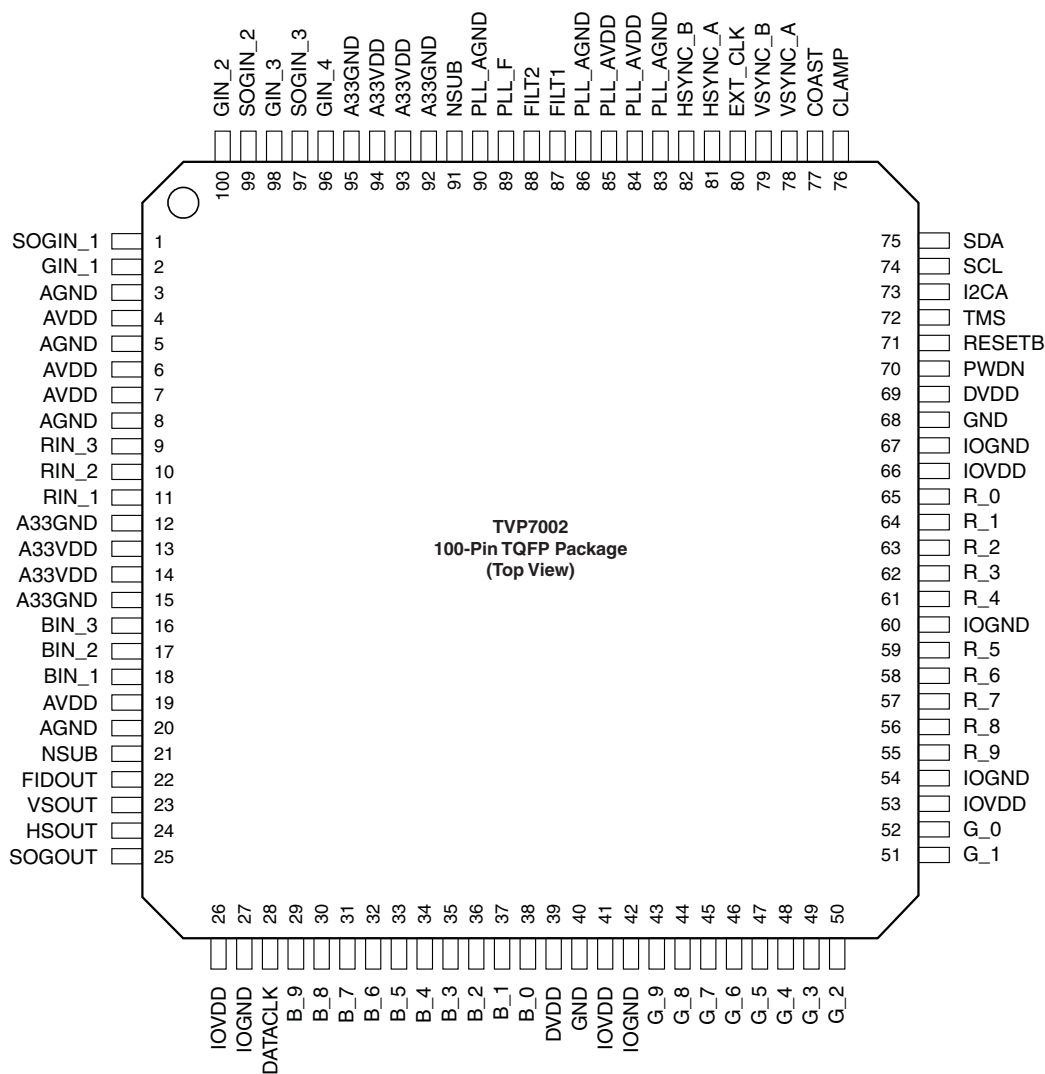 GIN_2
SOGIN_2
GIN_3
SOGIN_3
GIN_4
A33GND
A33VDD
A33VDD
A33GND
NSUB
PLL_AGND
PLL_F
FILT2
FILT1
PLL_AGND
PLL_AVDD
PLL_AVDD
PLL_AGND
HSYNC_B
HSYNC_A
EXT_CLK
VSYNC_B
VSYNC_A
COAST
CLAMP
100 99 98 97 96 95 94 93 92 91 90 89 88 87 86 85 84 83 82 81 80 79 78 77 76
SOGIN_1 1
GIN_1 2
AGND 3
AVDD 4
AGND 5
AVDD 6
AVDD 7
AGND 8
RIN_3 9
RIN_2 10
RIN_1 11
A33GND 12
A33VDD 13
A33VDD 14
A33GND 15
BIN_3 16
BIN_2 17
BIN_1 18
AVDD 19
AGND 20
NSUB 21
FIDOUT 22
VSOUT 23
HSOUT 24
SOGOUT 25
TVP7002
100-Pin TQFP Package
(Top View)
75 SDA
74 SCL
73 I2CA
72 TMS
71 RESETB
70 PWDN
69 DVDD
68 GND
67 IOGND
66 IOVDD
65 R_0
64 R_1
63 R_2
62 R_3
61 R_4
60 IOGND
59 R_5
58 R_6
57 R_7
56 R_8
55 R_9
54 IOGND
53 IOVDD
52 G_0
51 G_1
26 27 28 29 30 31 32 33 34 35 36 37 38 39 40 41 42 43 44 45 46 47 48 49 50
IOVDD
IOGND
DATACLK
B_9
B_8
B_7
B_6
B_5
B_4
B_3
B_2
B_1
B_0
DVDD
GND
IOVDD
IOGND
G_9
G_8
G_7
G_6
G_5
G_4
G_3
G_2